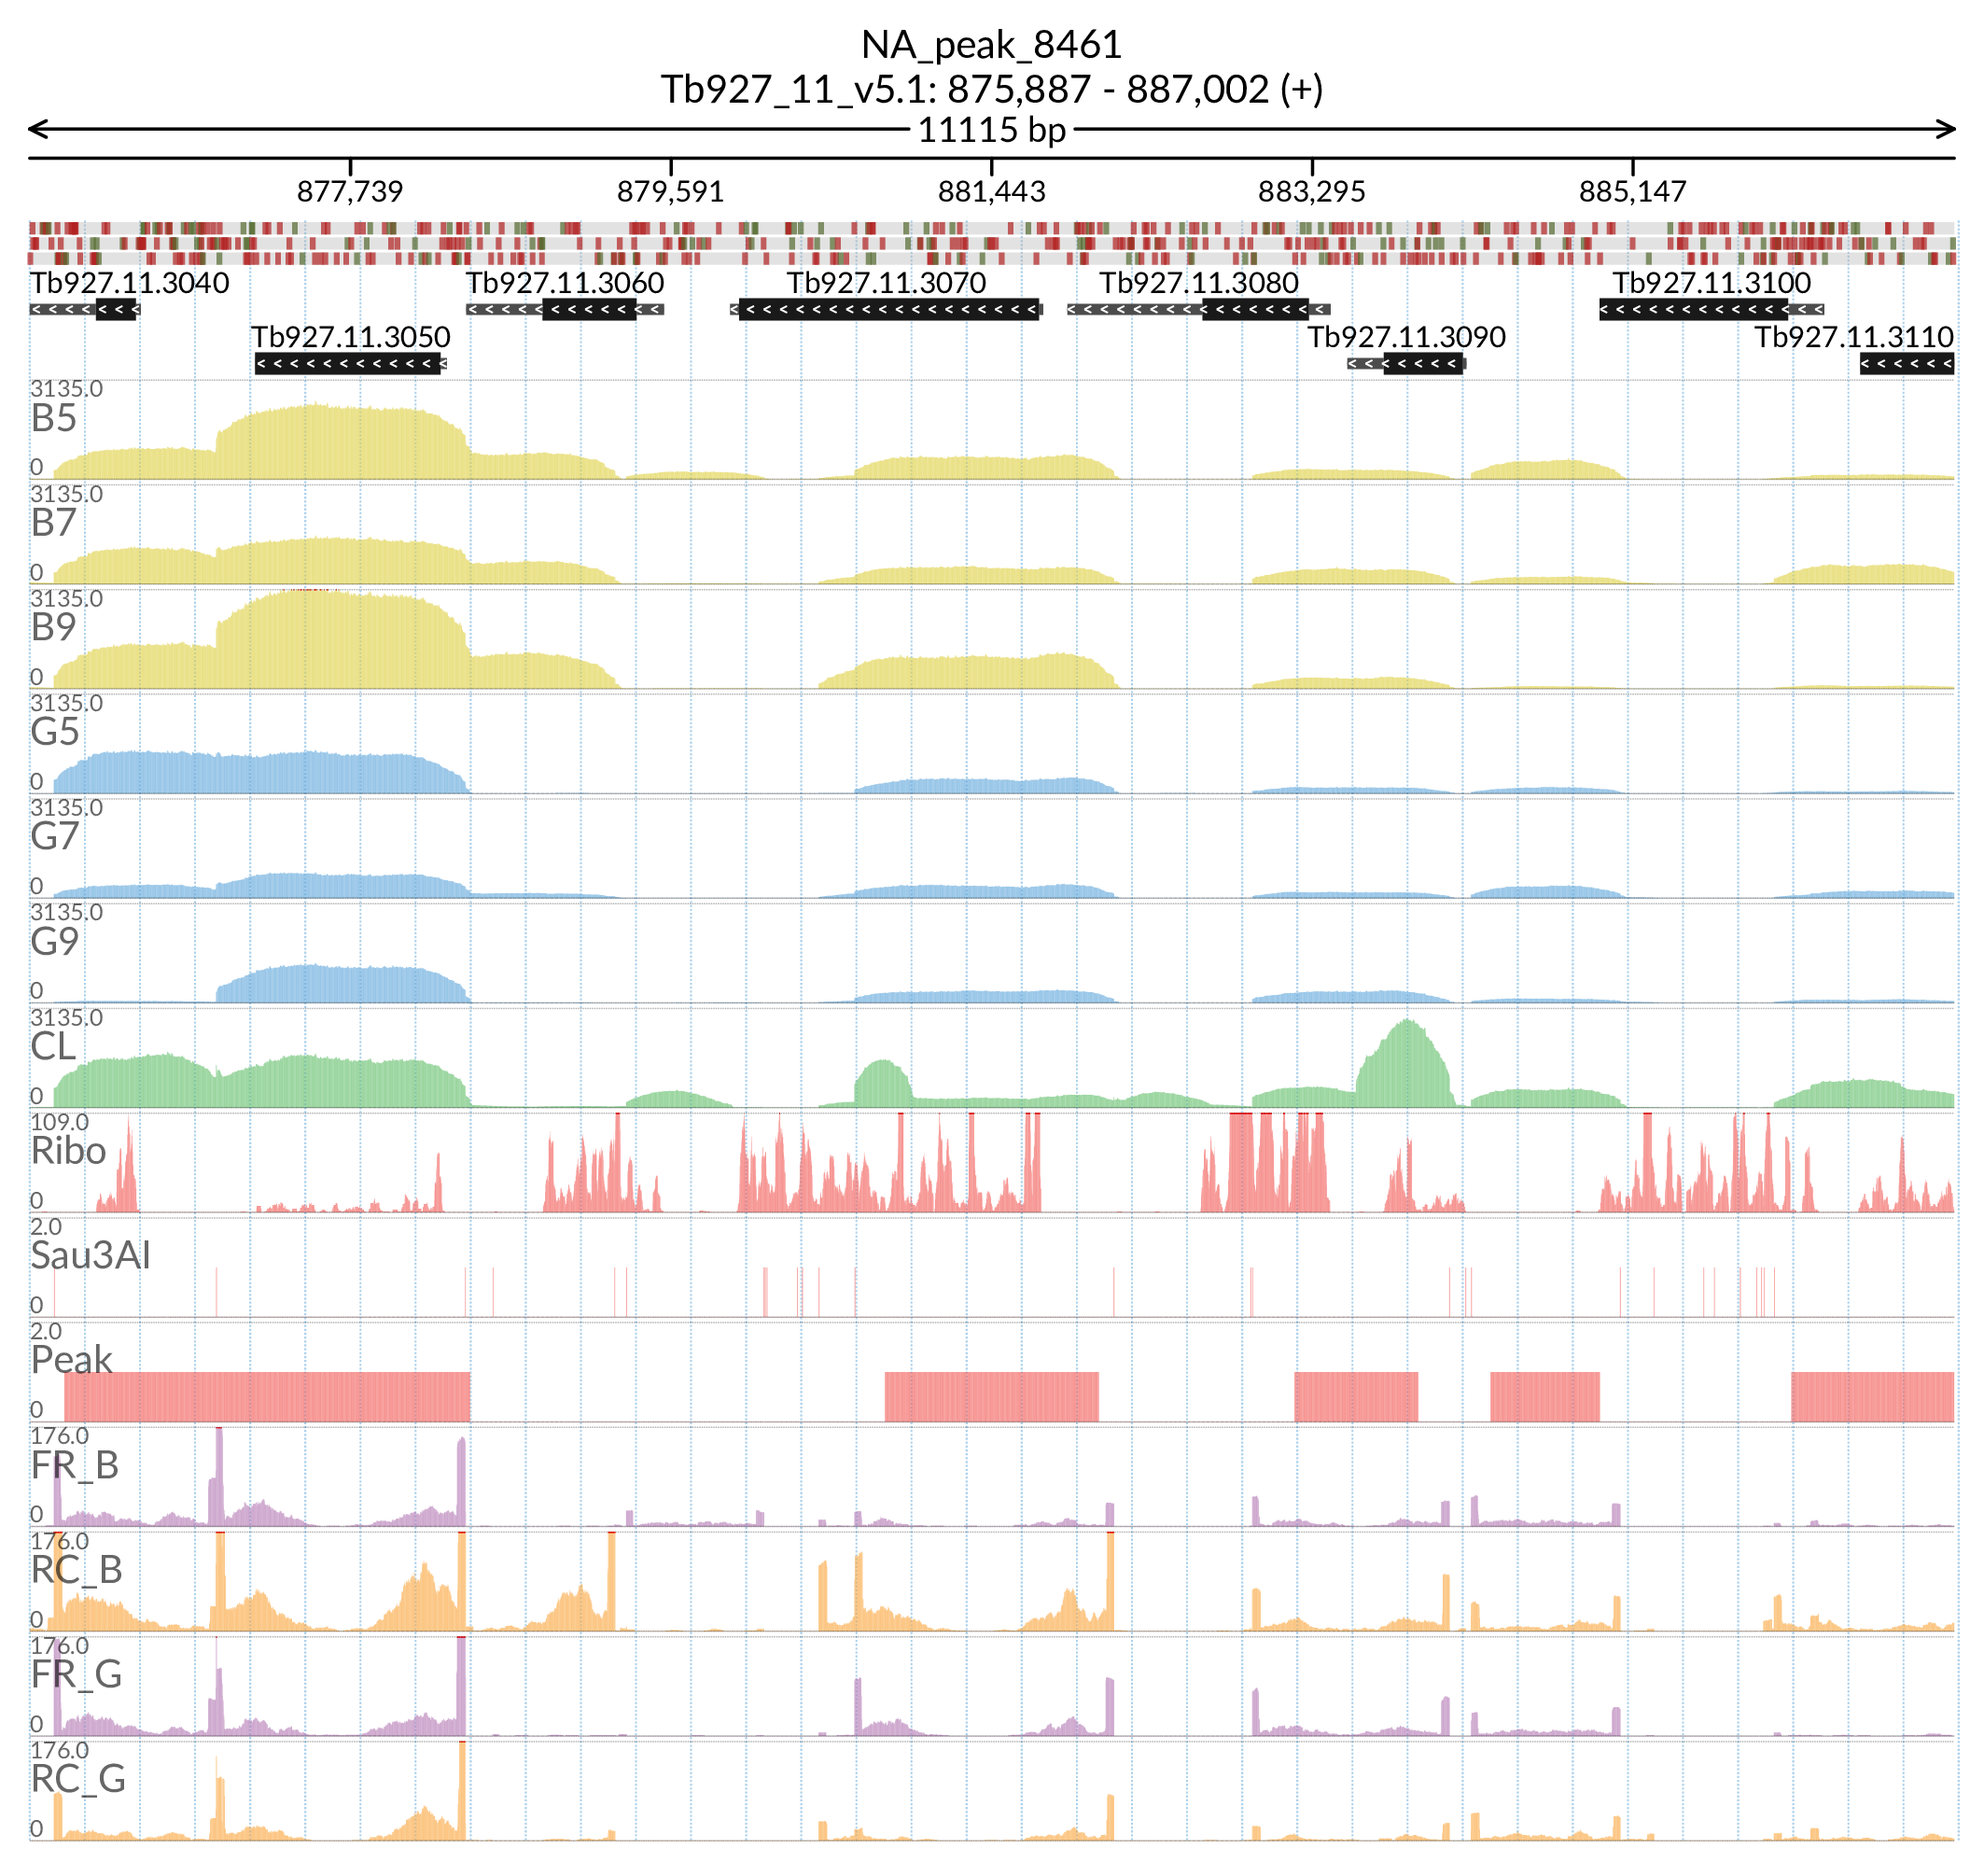 NA_peak_8461
Tb927_11_v5.1: 875,887 - 887,002 (+)
11115 bp
877,739 879,591 881,443 883,295 885,147
Tb927.11.3040 Tb927.11.3060 Tb927.11.3070 Tb927.11.3080 Tb927.11.3100
Tb927.11.3050 Tb927.11.3090 Tb927.11.3110
3135.0
B5
0
3135.0
B7
0
3135.0
B9
0
3135.0
G5
0
3135.0
G7
0
3135.0
G9
0
3135.0
CL
0
109.0
Ribo
0
2.0
Sau3AI
0
2.0
Peak
0
176.0
FR_B
0
176.0
RC_B
0
176.0
FR_G
0
176.0
RC_G
0